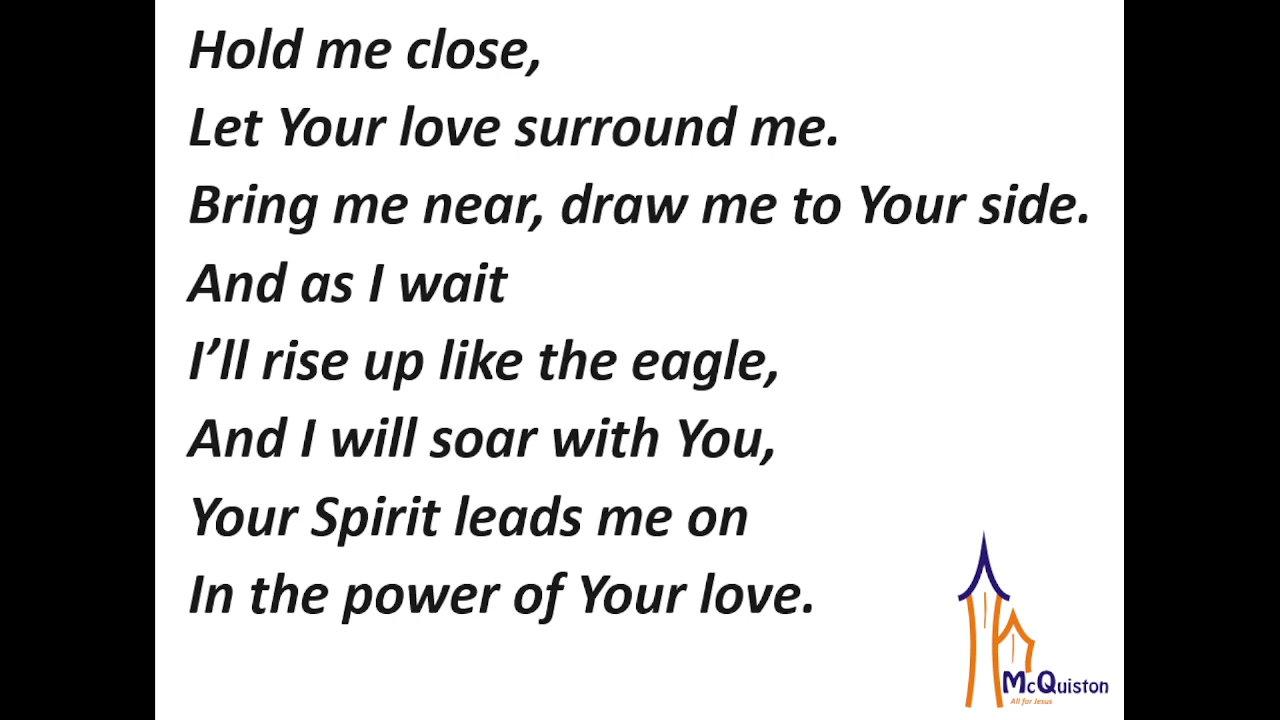 Hold me close,
Let Your love surround me.
Bring me near, draw me to Your side.
And as I wait
I’ll rise up like the eagle,
And I will soar with You,
Your Spirit leads me on
In the power of Your love.
McQuiston
All for Jesus